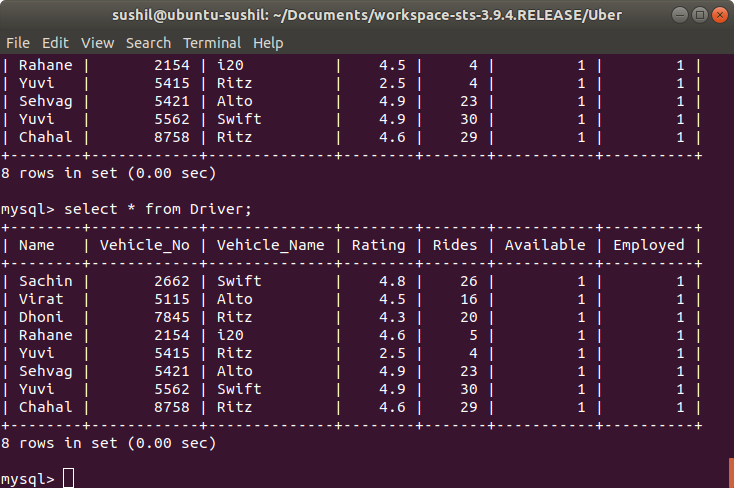 sushil@ubuntu-sushil: ~/Documents/workspace-sts-3.9.4.RELEASE/Uber
File Edit View Search Terminal Help
| Rahane |       2154 | i20          |    4.5 |     4 |         1 |        1 |
| Yuvi   |       5415 | Ritz         |    2.5 |     4 |         1 |        1 |
| Sehvag |       5421 | Alto         |    4.9 |    23 |         1 |        1 |
| Yuvi   |       5562 | Swift        |    4.9 |    30 |         1 |        1 |
| Chahal |       8758 | Ritz         |    4.6 |    29 |         1 |        1 |
+--------+------------+--------------+--------+-------+-----------+----------+
8 rows in set (0.00 sec)
mysql> select * from Driver;
+--------+------------+--------------+--------+-------+-----------+----------+
| Name   | Vehicle_No | Vehicle_Name | Rating | Rides | Available | Employed |
+--------+------------+--------------+--------+-------+-----------+----------+
| Sachin |       2662 | Swift        |    4.8 |    26 |         1 |        1 |
| Virat  |       5115 | Alto         |    4.5 |    16 |         1 |        1 |
| Dhoni  |       7845 | Ritz         |    4.3 |    20 |         1 |        1 |
| Rahane |       2154 | i20          |    4.6 |     5 |         1 |        1 |
| Yuvi   |       5415 | Ritz         |    2.5 |     4 |         1 |        1 |
| Sehvag |       5421 | Alto         |    4.9 |    23 |         1 |        1 |
| Yuvi   |       5562 | Swift        |    4.9 |    30 |         1 |        1 |
| Chahal |       8758 | Ritz         |    4.6 |    29 |         1 |        1 |
+--------+------------+--------------+--------+-------+-----------+----------+
8 rows in set (0.00 sec)
mysql>